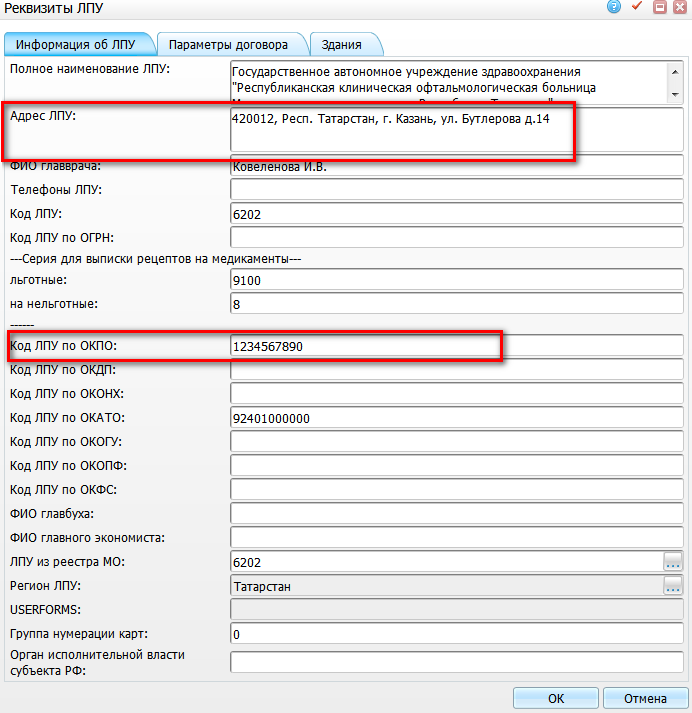 Реквизиты ЛПУ
Информация об ЛПУ
Параметры договора
Здания
Полное наименование ЛПУ:
Государственное автономное учреждение здравоохранения
"Республиканская клиническая офтальмологическая больница
Адрес ЛПУ:
420012, Респ. Татарстан, г. Казань, ул. Бутлерова д.14
ФИО главврача:
Ковеленова И.В.
Телефоны ЛПУ:
Код ЛПУ:
6202
Код ЛПУ по ОГРН:
---Серия для выписки рецептов на медикаменты---
льготные:
9100
на нельготные:
8
------
Код ЛПУ по ОКПО:
1234567890
Код ЛПУ по ОКДП:
Код ЛПУ по ОКОНХ:
Код ЛПУ по ОКАТО:
92401000000
Код ЛПУ по ОКОГУ:
Код ЛПУ по ОКОПФ:
Код ЛПУ по ОКФС:
ФИО главбуха:
ФИО главного экономиста:
ЛПУ из реестра МО:
6202
...
Регион ЛПУ:
Татарстан
...
USERFORMS:
Группа нумерации карт:
0
Орган исполнительной власти
субъекта РФ:
ОК
Отмена